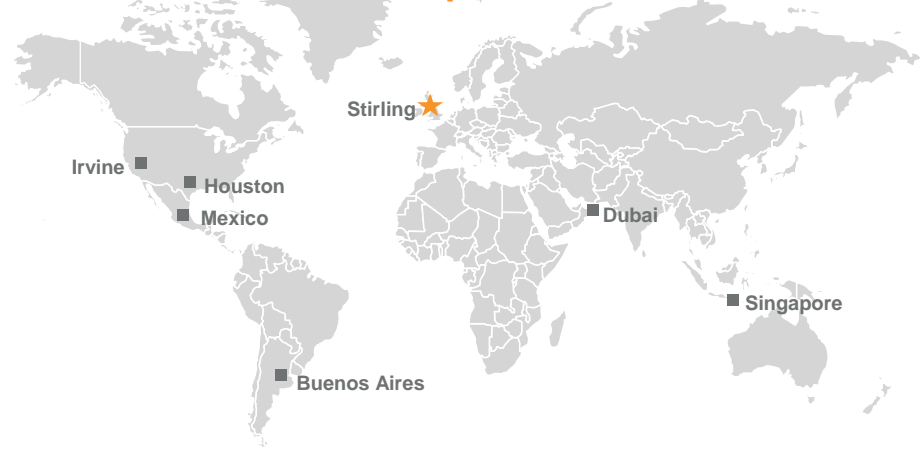 Stirling
Irvine
Houston
Mexico
Dubai
Singapore
Buenos Aires